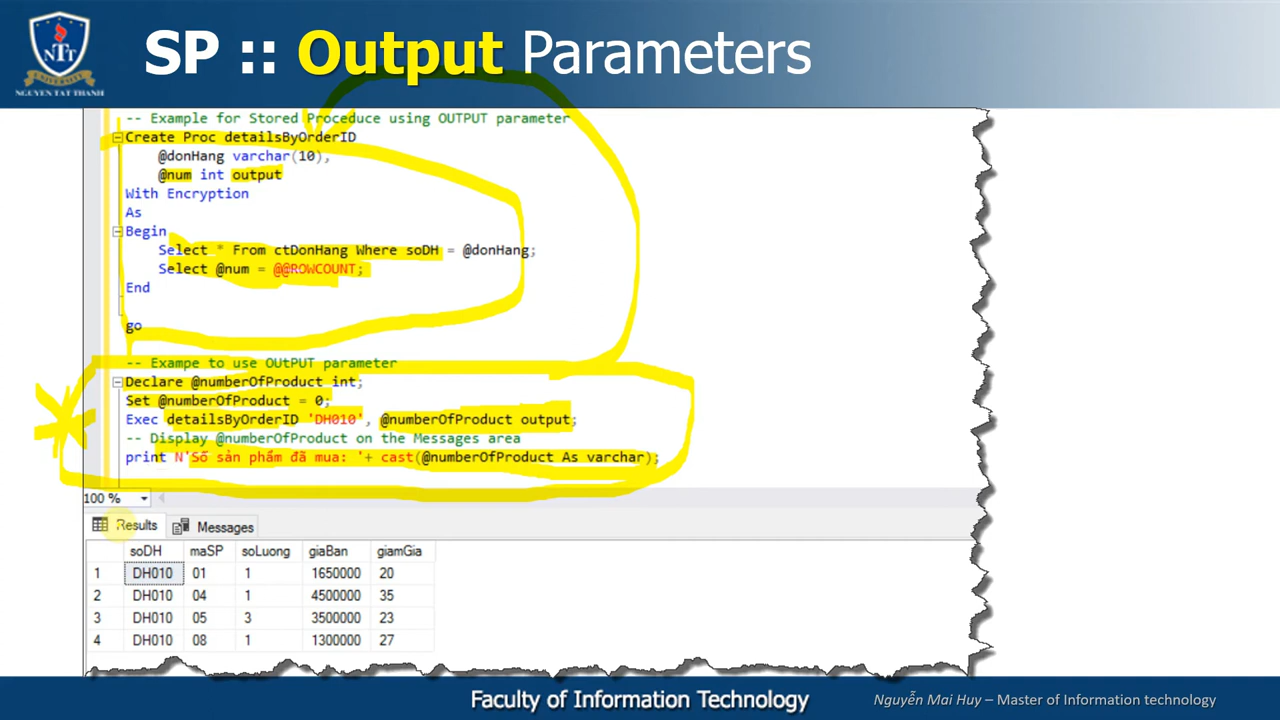 NTT
UNIVERSITY
NGUYEN TAT THANH
SP :: Output Parameters
-- Example for Stored Proceduce using OUTPUT parameter
Create Proc detailsByOrderID
@donHang varchar(10),
@num int output
With Encryption
As
Begin
Select * From ctDonHang Where soDH = @donHang;
Select @num = @@ROWCOUNT;
End
go
-- Exampe to use OUtPUT parameter
Declare @numberOfProduct int;
Set @numberOfProduct = 0;
Exec detailsByOrderID 'DH010', @numberOfProduct output;
-- Display @numberOfProduct on the Messages area
print N'Số sản phẩm đã mua: '+ cast(@numberOfProduct As varchar);
100 %
Results Messages
soDH maSP soLuong giaBan giamGia
1 DH010 01 1 1650000 20
2 DH010 04 1 4500000 35
3 DH010 05 3 3500000 23
4 DH010 08 1 1300000 27
Faculty of Information Technology
Nguyễn Mai Huy – Master of Information technology